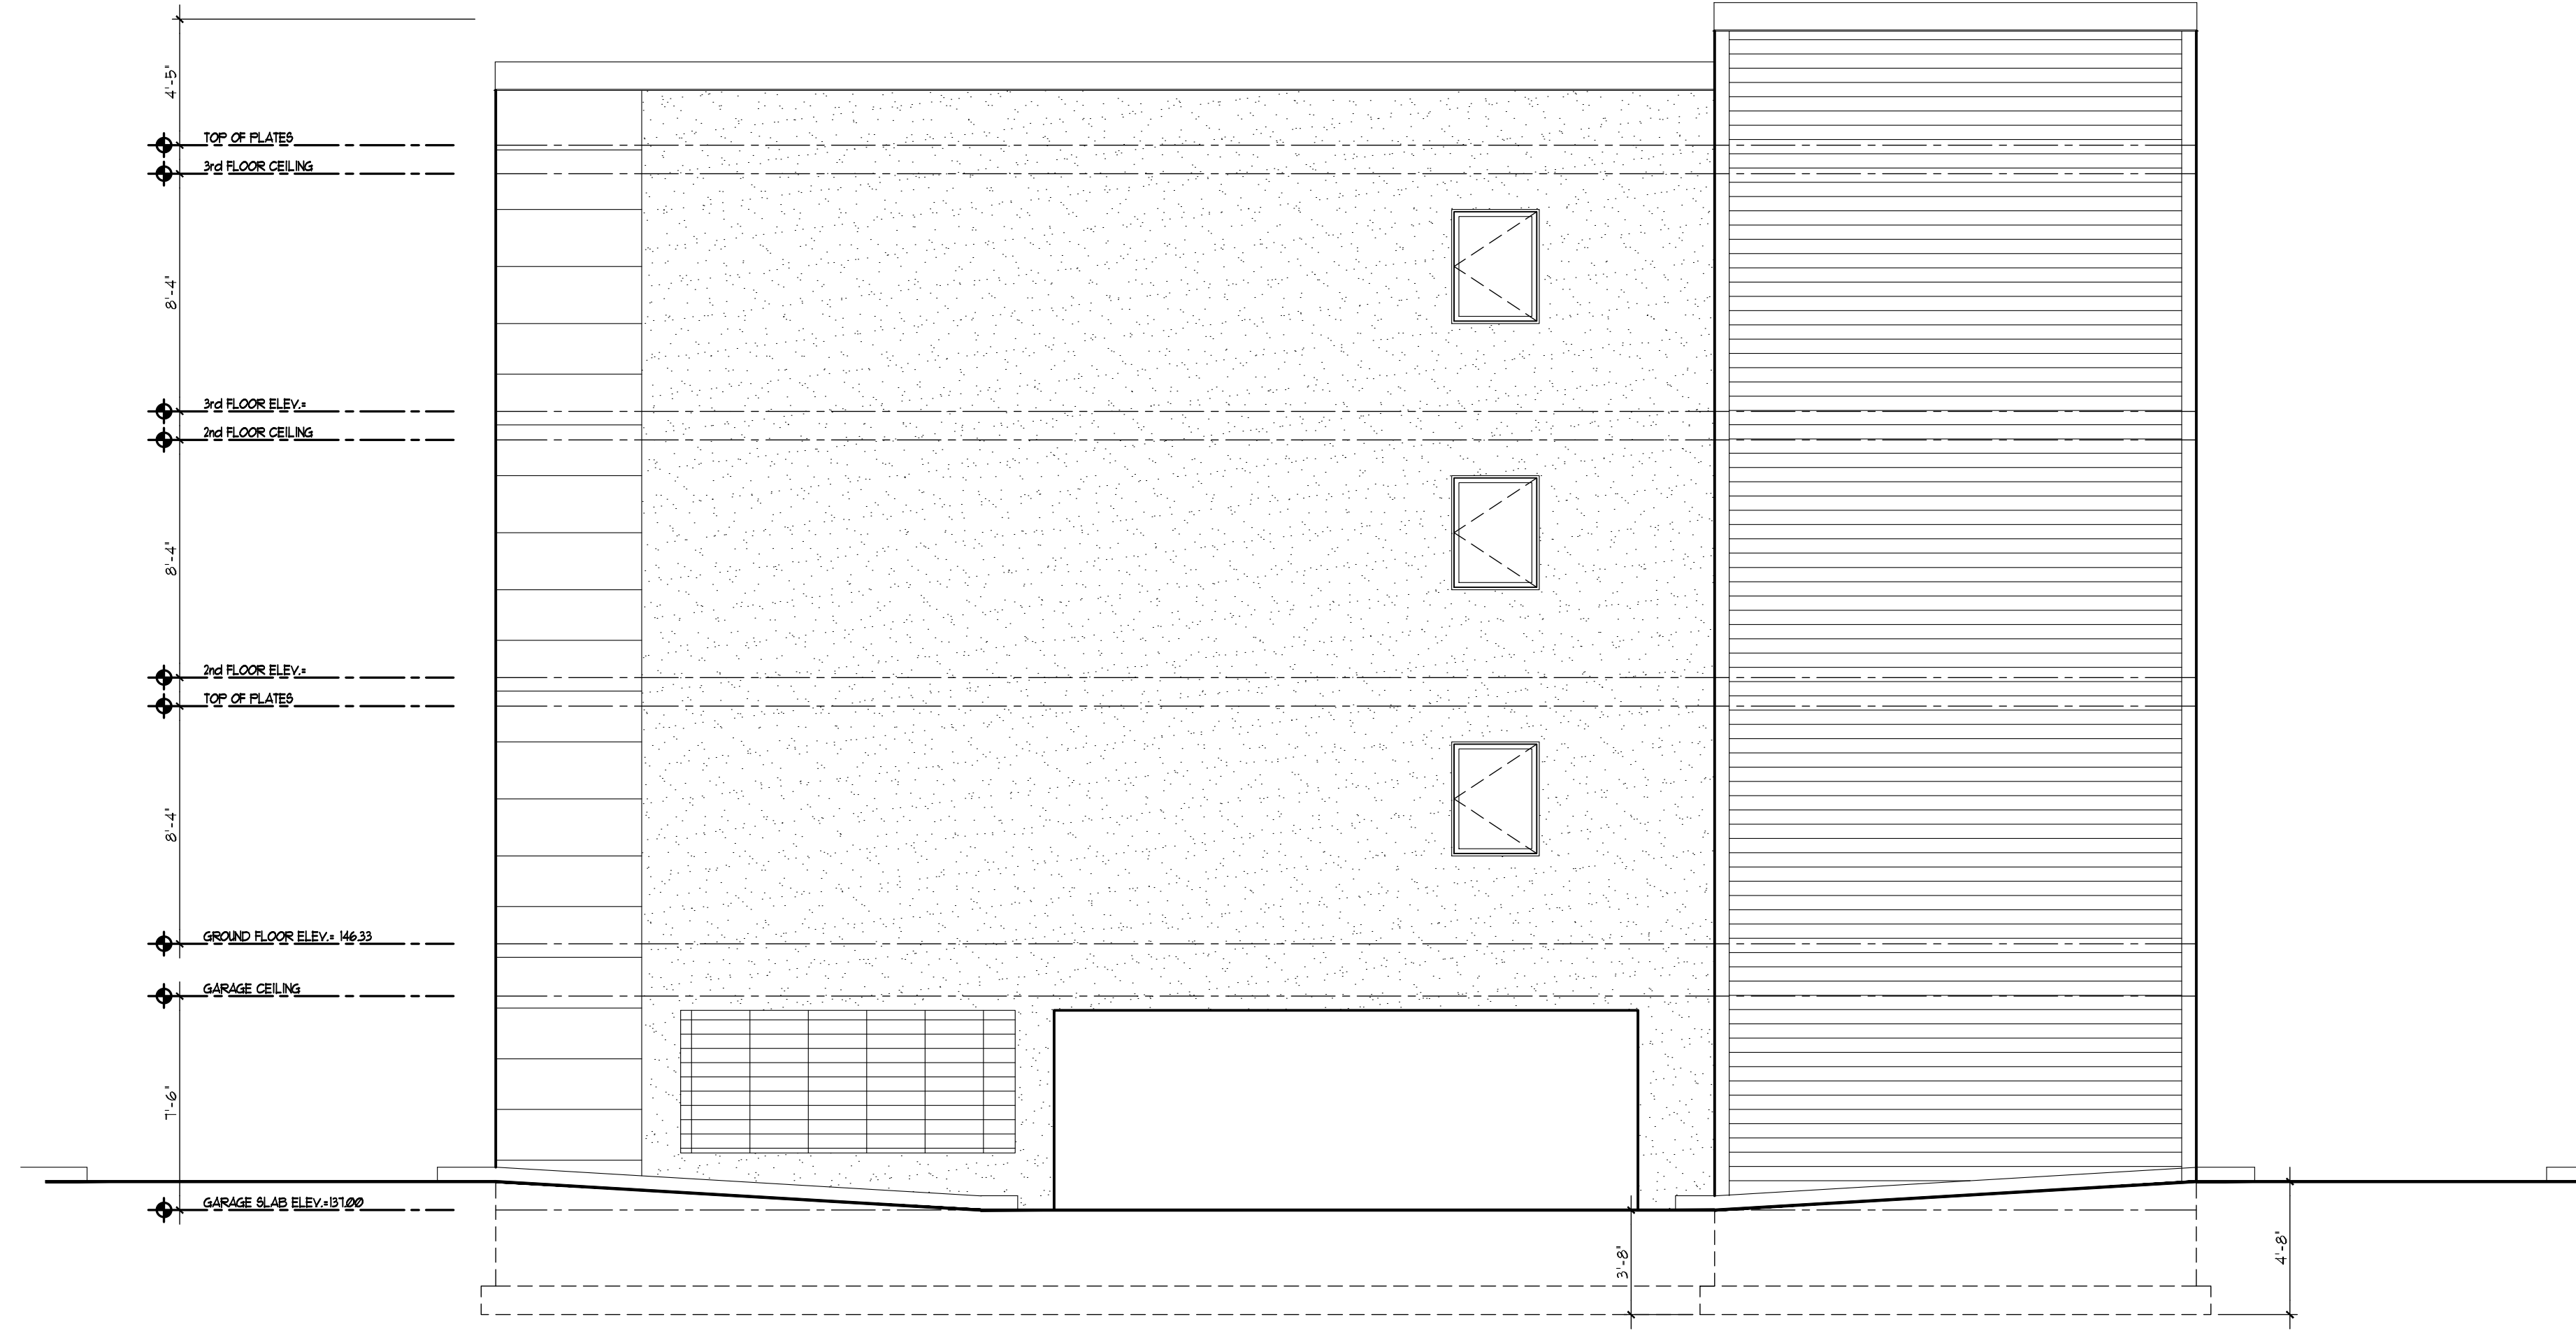 4'-5"
TOP OF PLATES
3rd FLOOR CEILING
8'-4"
3rd FLOOR ELEV.=
2nd FLOOR CEILING
8'-4"
2nd FLOOR ELEV.=
TOP OF PLATES
8'-4"
GROUND FLOOR ELEV.= 146.33
GARAGE CEILING
7'-6"
GARAGE SLAB ELEV.=137.00
3'-8"
4'-8"